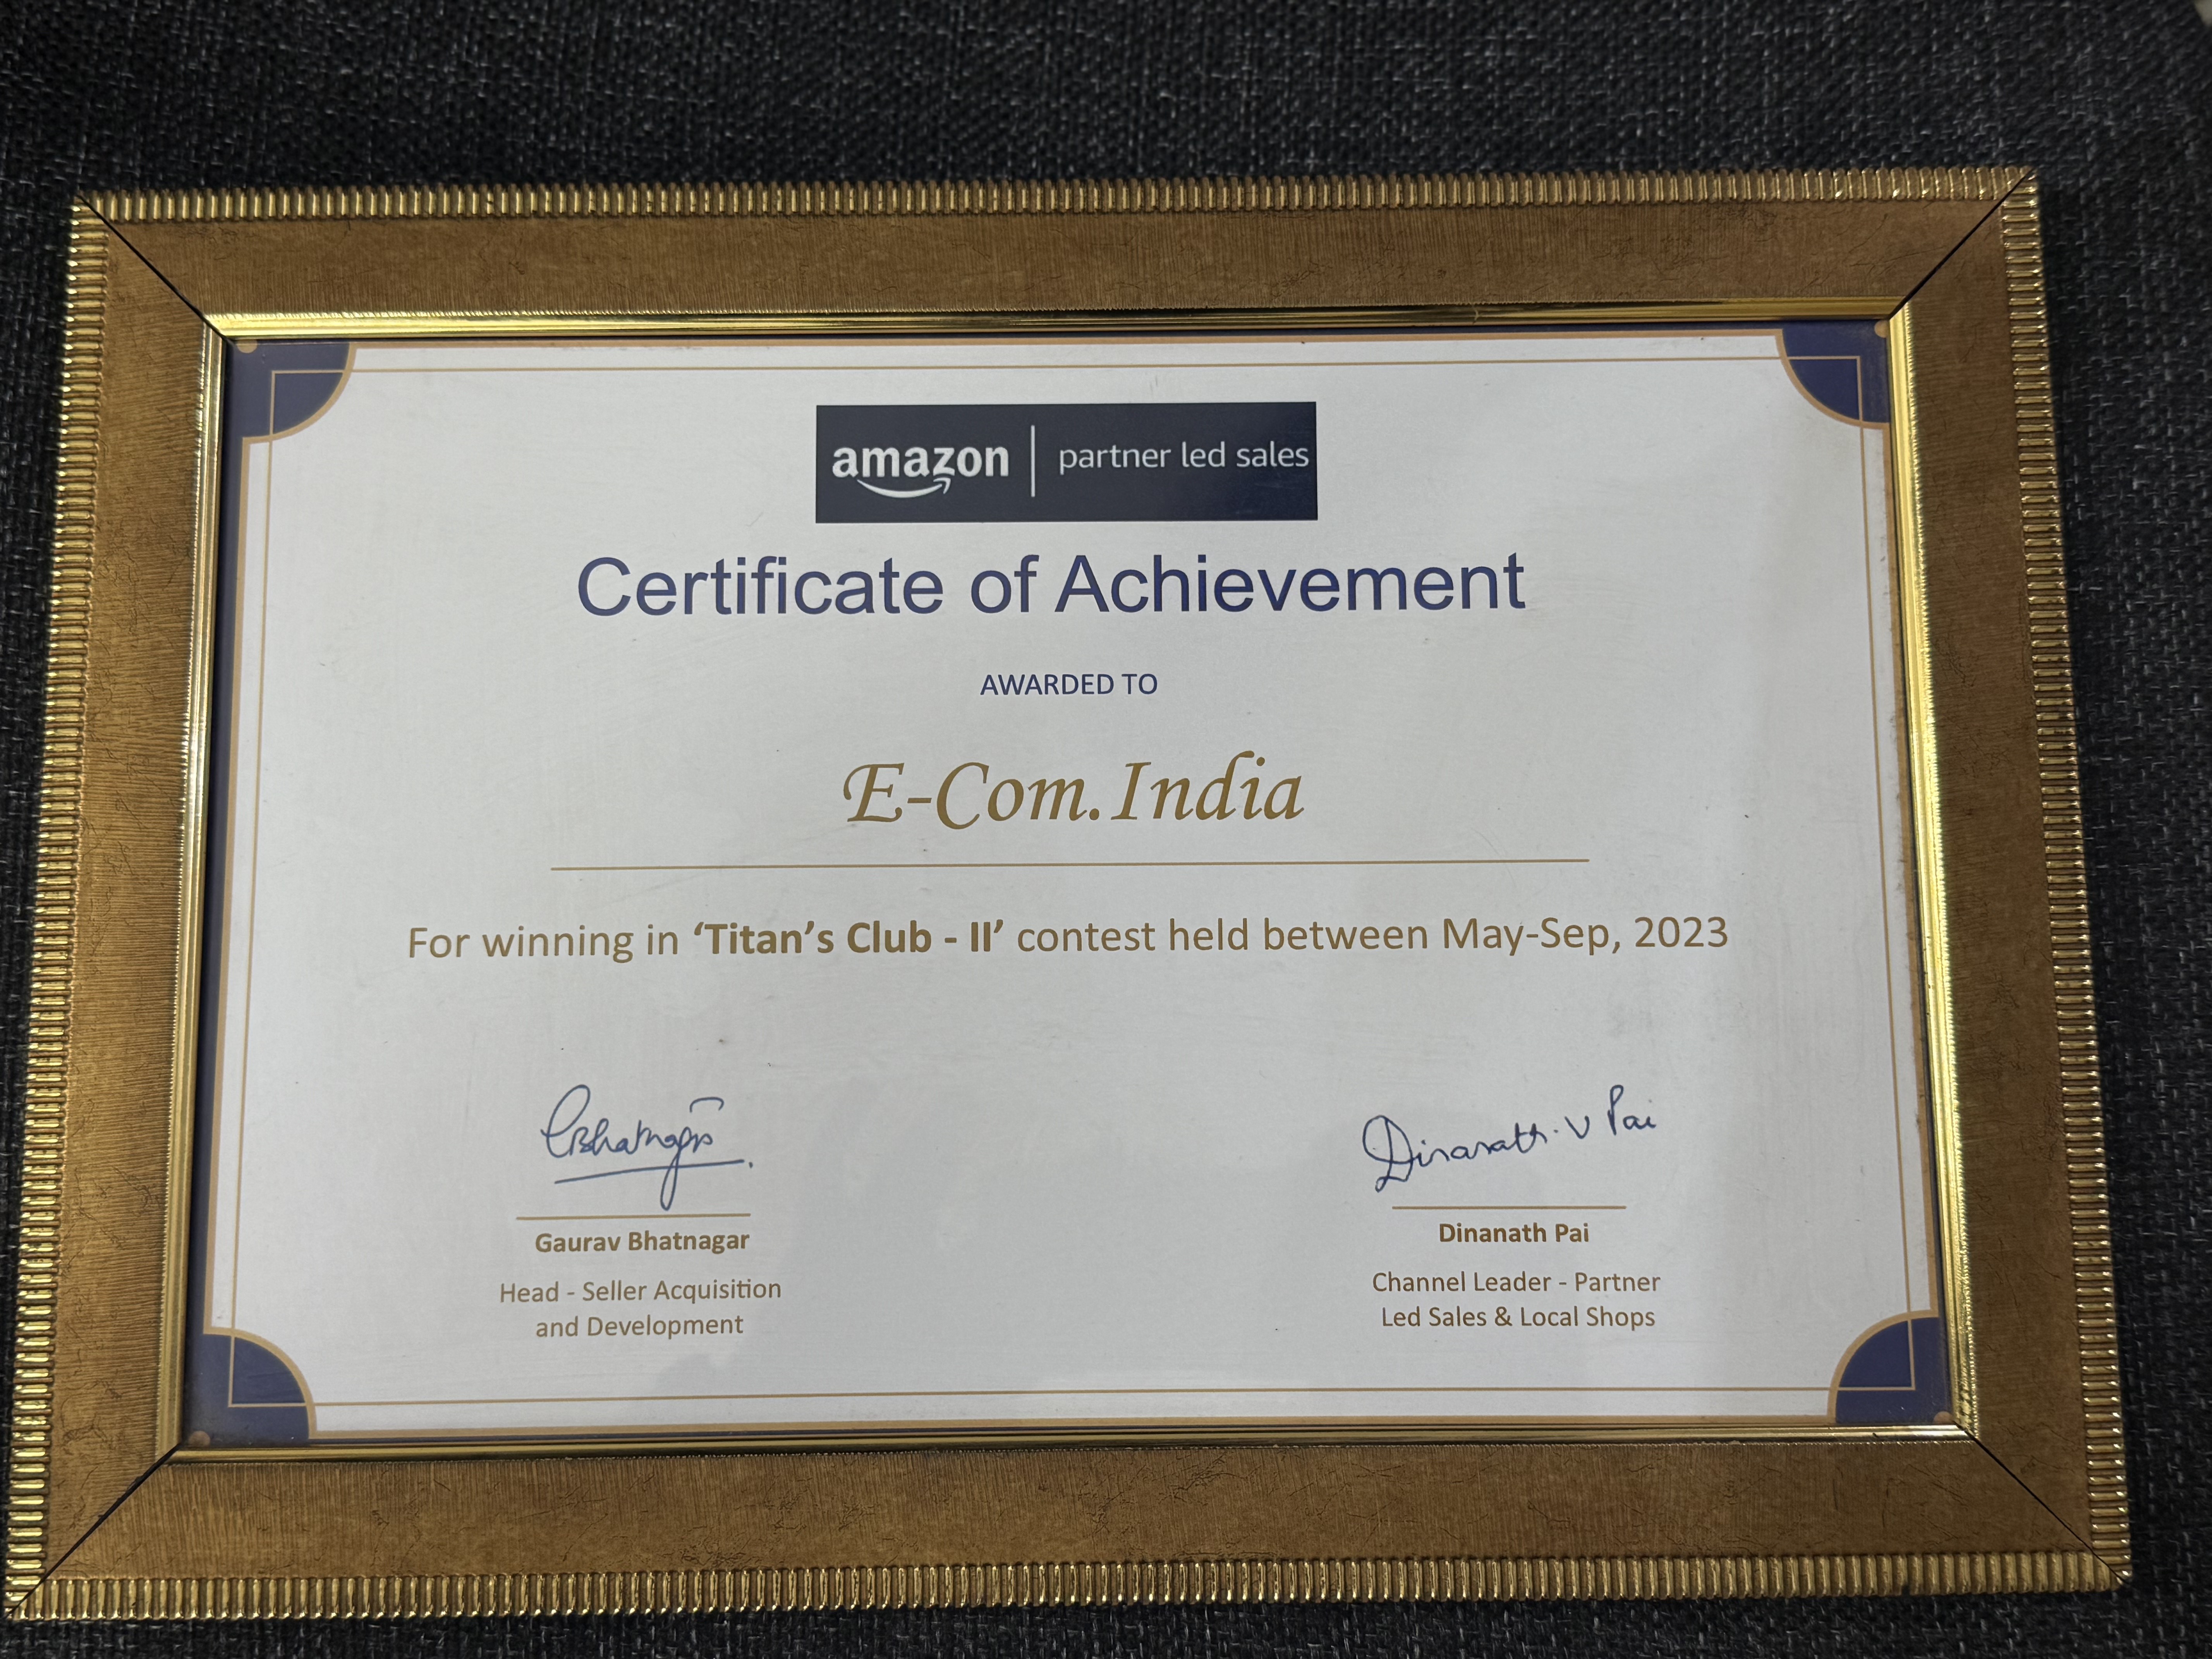 amazon | partner led sales
Certificate of Achievement
AWARDED TO
E-Com.India
For winning in ‘Titan’s Club - II’ contest held between May-Sep, 2023
GBhatnagar
Dinanath. V Pai
Gaurav Bhatnagar
Dinanath Pai
Head - Seller Acquisition
and Development
Channel Leader - Partner
Led Sales & Local Shops